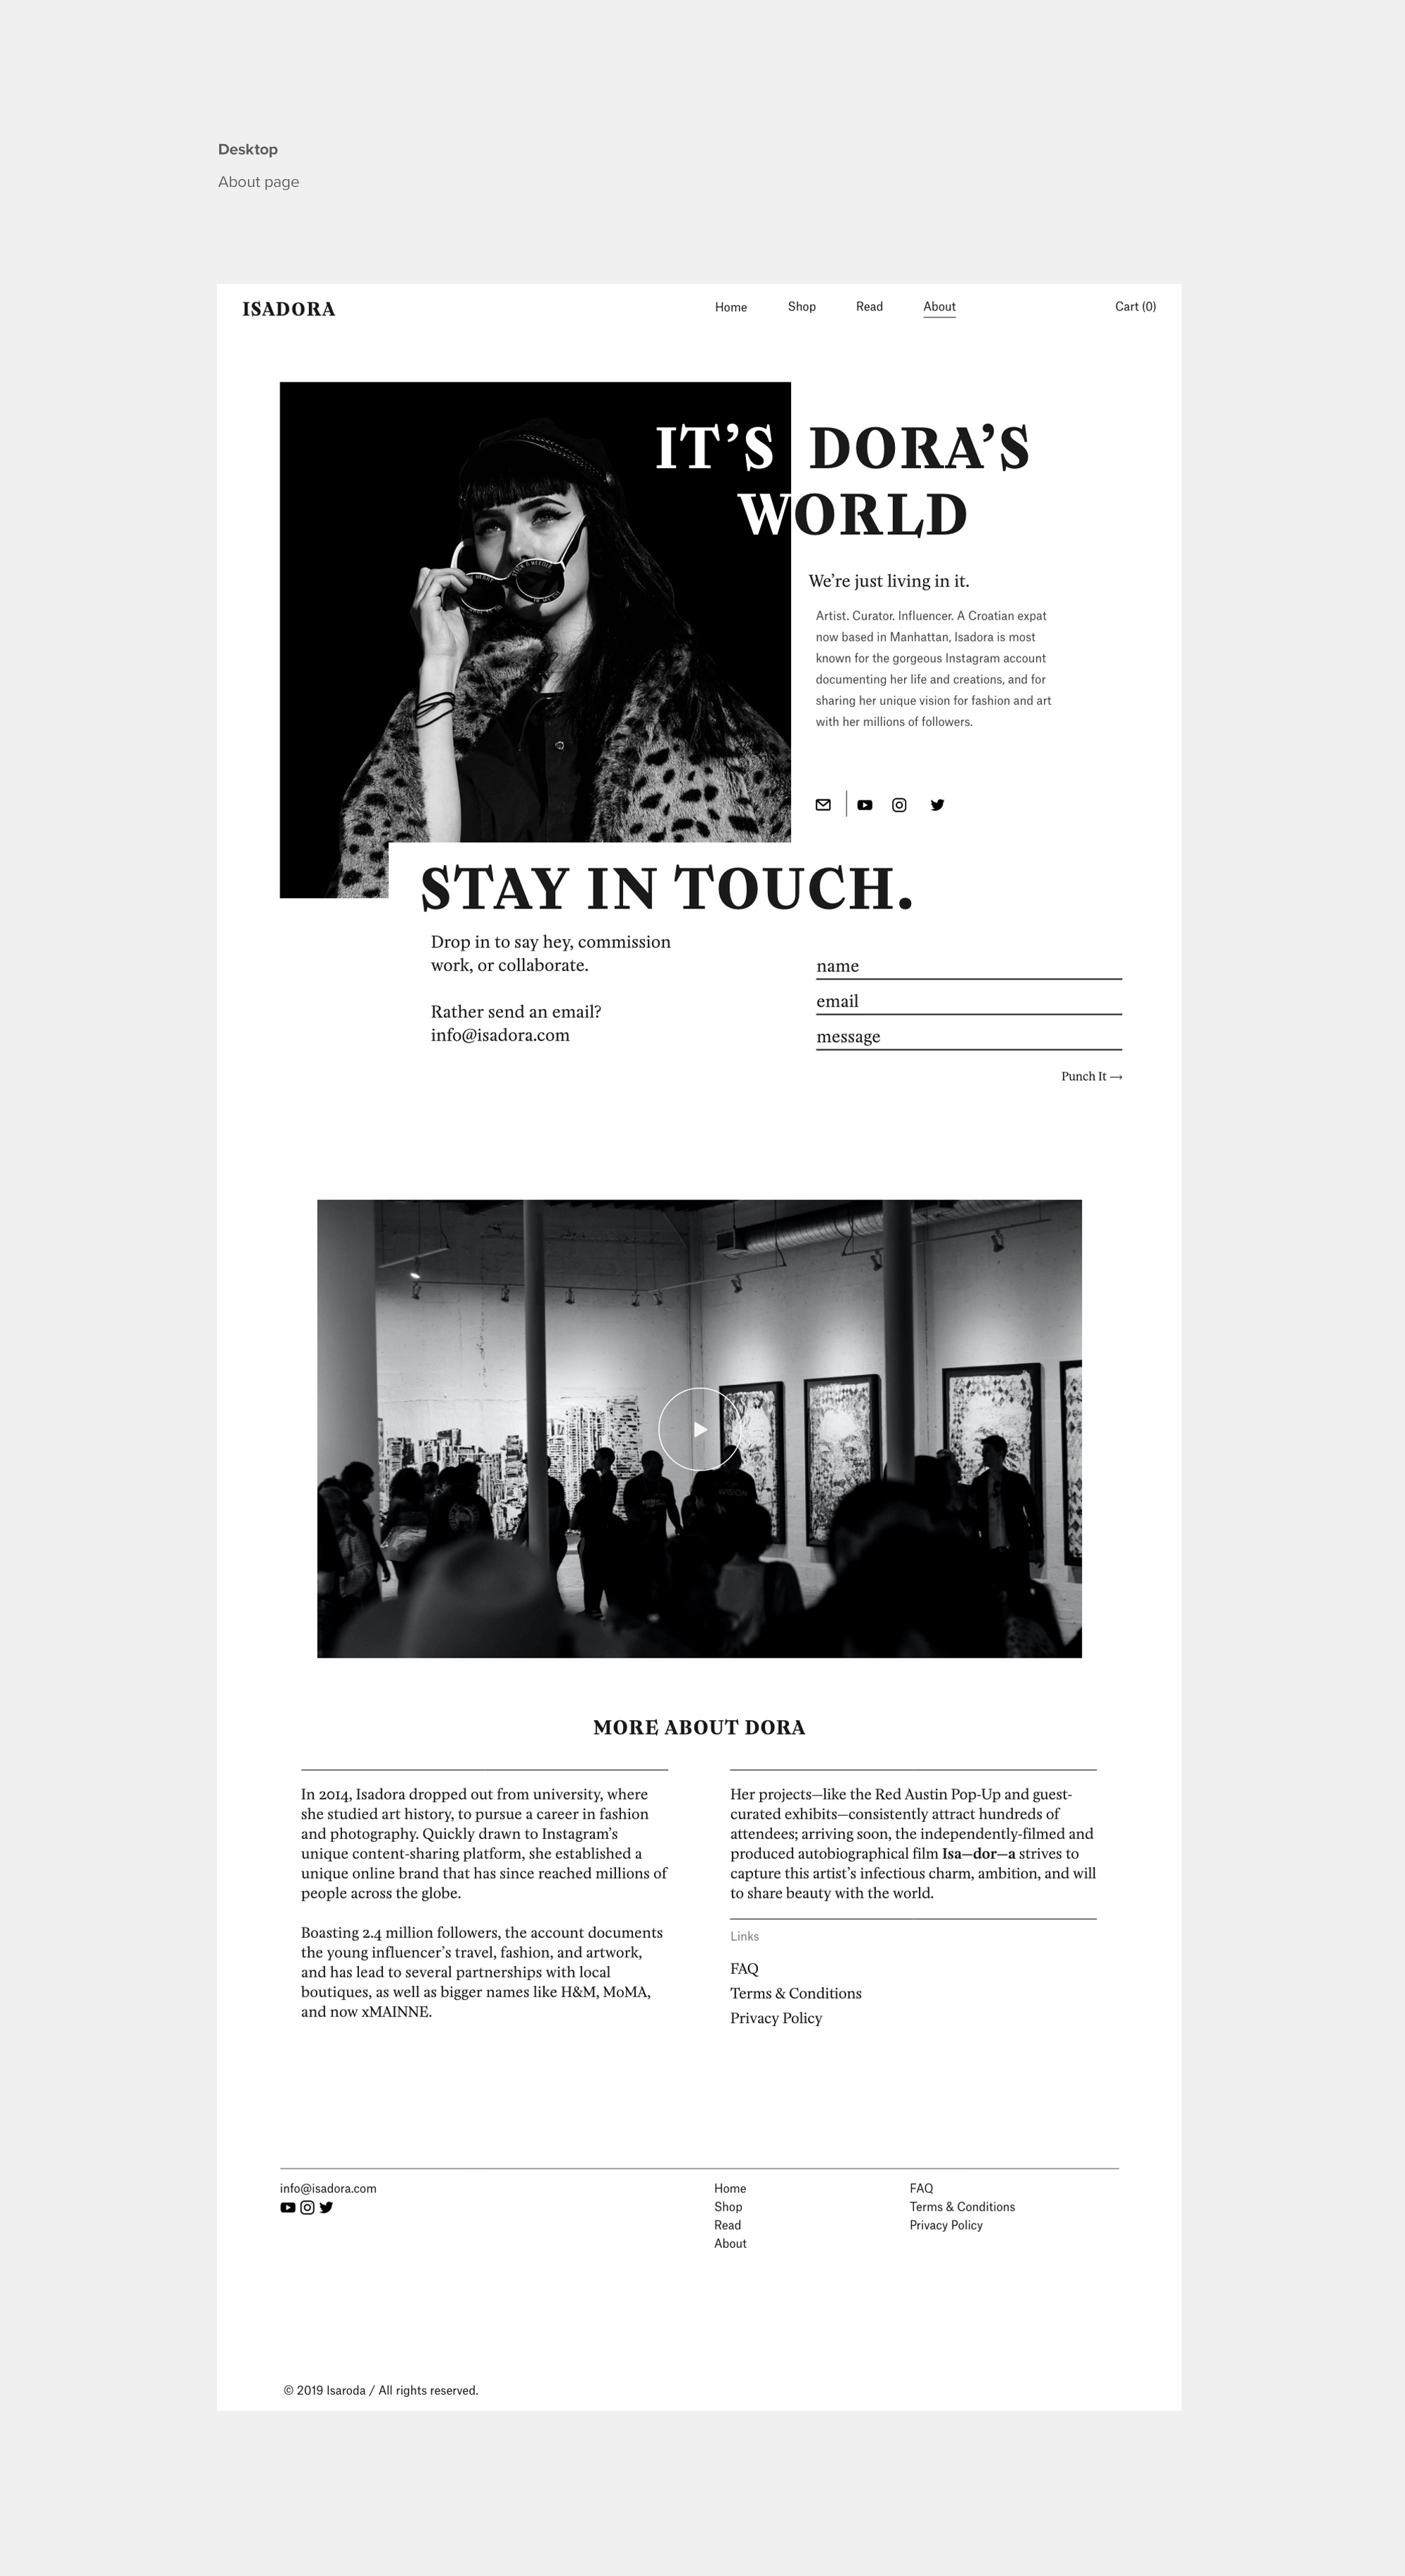 Desktop
About page
ISADORA
Home Shop Read About Cart (0)
IT’S DORA’S
WORLD
We’re just living in it.
Artist. Curator. Influencer. A Croatian expat
now based in Manhattan, Isadora is most
known for the gorgeous Instagram account
documenting her life and creations, and for
sharing her unique vision for fashion and art
with her millions of followers.
STAY IN TOUCH.
Drop in to say hey, commission
work, or collaborate.
Rather send an email?
info@isadora.com
name
email
message
Punch It →
MORE ABOUT DORA
In 2014, Isadora dropped out from university, where
she studied art history, to pursue a career in fashion
and photography. Quickly drawn to Instagram’s
unique content-sharing platform, she established a
unique online brand that has since reached millions of
people across the globe.
Boasting 2.4 million followers, the account documents
the young influencer’s travel, fashion, and artwork,
and has lead to several partnerships with local
boutiques, as well as bigger names like H&M, MoMA,
and now xMAINNE.
Her projects—like the Red Austin Pop-Up and guest-
curated exhibits—consistently attract hundreds of
attendees; arriving soon, the independently-filmed and
produced autobiographical film Isa—dor—a strives to
capture this artist’s infectious charm, ambition, and will
to share beauty with the world.
Links
FAQ
Terms & Conditions
Privacy Policy
info@isadora.com
Home
Shop
Read
About
FAQ
Terms & Conditions
Privacy Policy
© 2019 Isaroda / All rights reserved.